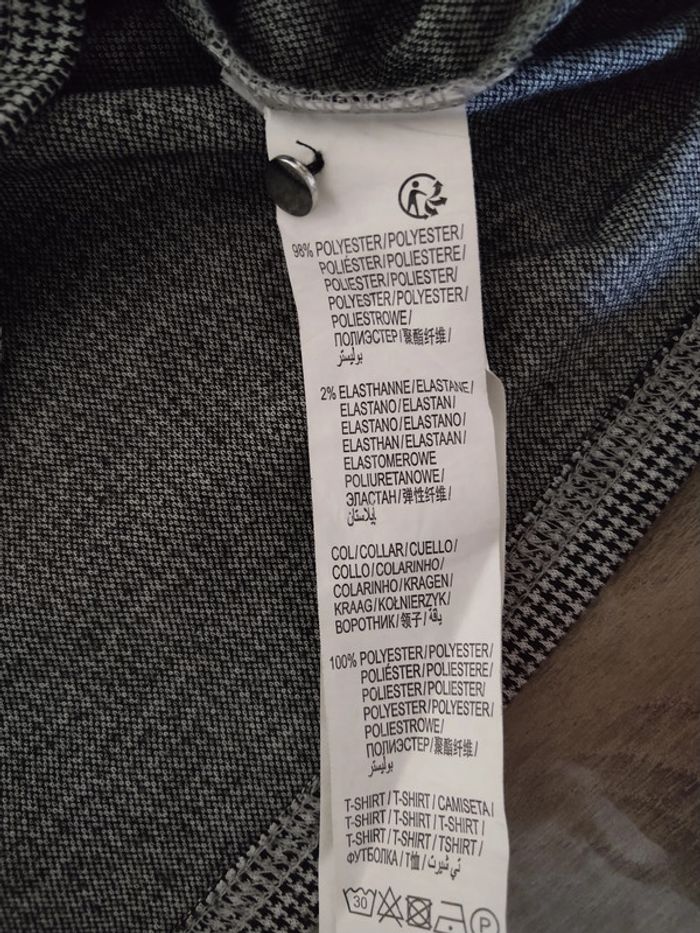 98% POLYESTER/POLYESTER/
POLIÉSTER/POLIESTERE/
POLIESTER/POLIESTER/
POLYESTER/POLYESTER/
POLIESTROWE/
ПОЛИЭСТЕР/聚酯纤维/
بوليستر
2% ELASTHANNE/ELASTANE/
ELASTANO/ELASTAN/
ELASTANO/ELASTANO/
ELASTHAN/ELASTAAN/
ELASTOMEROWE
POLIURETANOWE/
ЭЛАСТАН/弹性纤维/
إيلاستان
COL/COLLAR/CUELLO/
COLLO/COLARINHO/
COLARINHO/KRAGEN/
KRAAG/KOŁNIERZYK/
ВОРОТНИК/领子/ياقة
100% POLYESTER/POLYESTER/
POLIÉSTER/POLIESTERE/
POLIESTER/POLIESTER/
POLYESTER/POLYESTER/
POLIESTROWE/
ПОЛИЭСТЕР/聚酯纤维/
بوليستر
T-SHIRT/T-SHIRT/CAMISETA/
T-SHIRT/T-SHIRT/T-SHIRT/
T-SHIRT/T-SHIRT/TSHIRT/
ФУТБОЛКА/T恤/تي شيرت
30 P